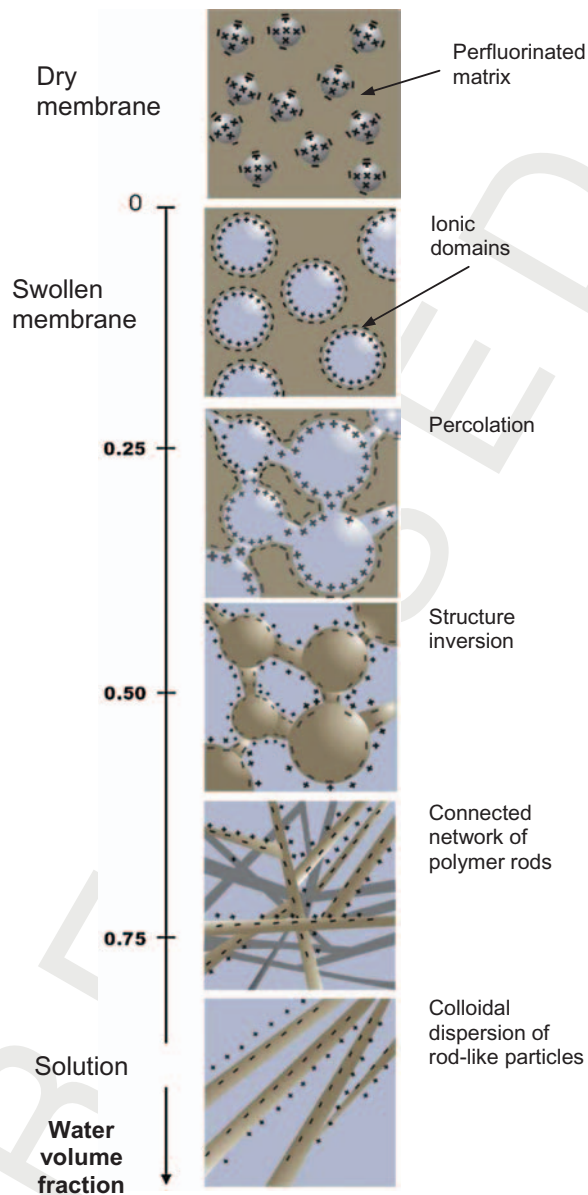 Dry
membrane
Perfluorinated
matrix
0
Ionic
domains
Swollen
membrane
Percolation
0.25
Structure
inversion
0.50
Connected
network of
polymer rods
0.75
Colloidal
dispersion of
rod-like particles
Solution
Water
volume
fraction